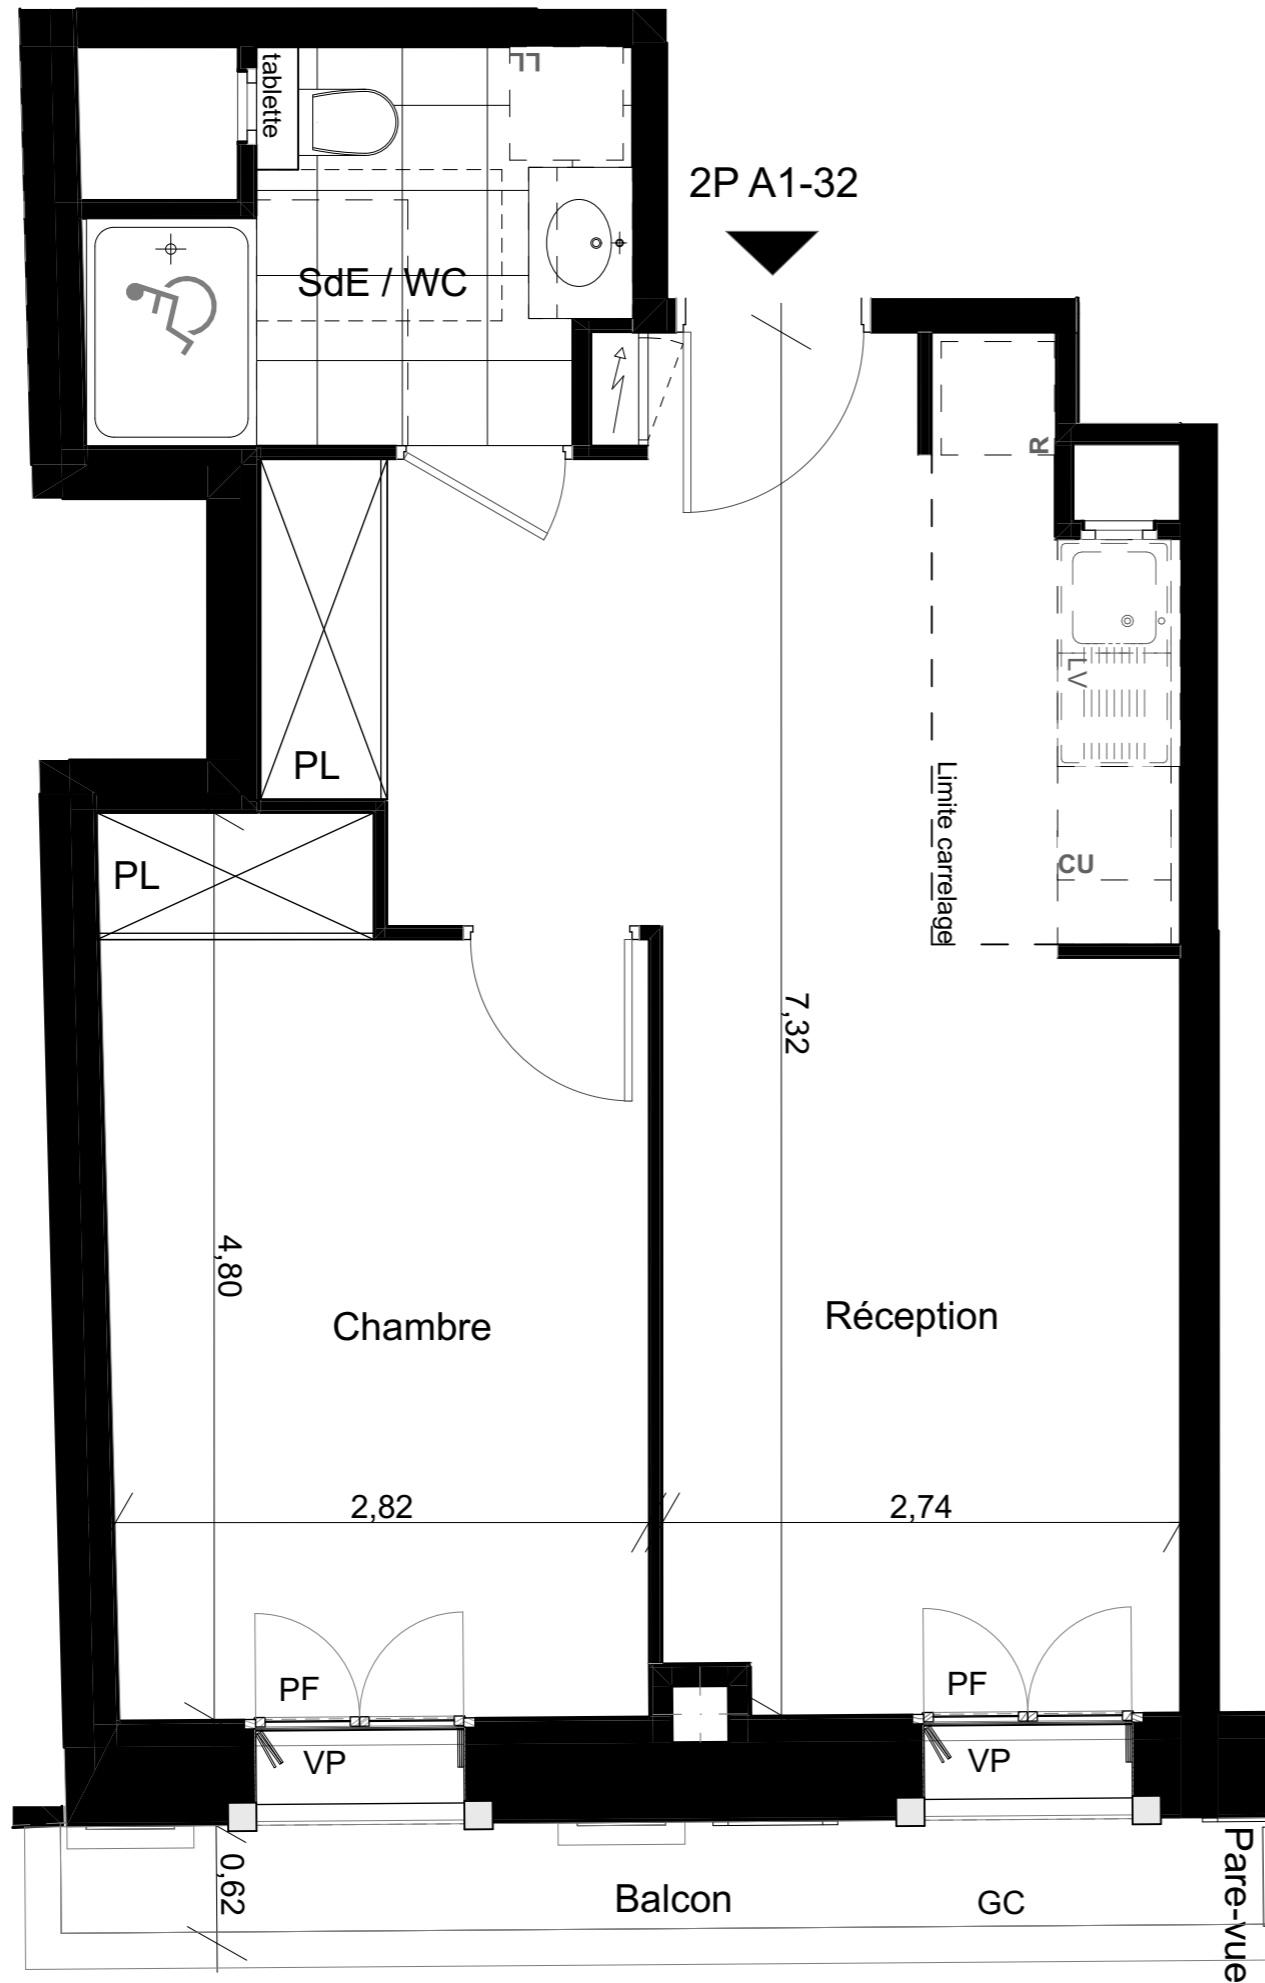 tablette
LL
2P A1-32
SdE / WC
R
PL
LV
Limite carrelage
CU
PL
7,32
4,80
Chambre
Réception
2,82
2,74
PF
PF
VP
VP
0,62
Balcon
GC
Pare-vue